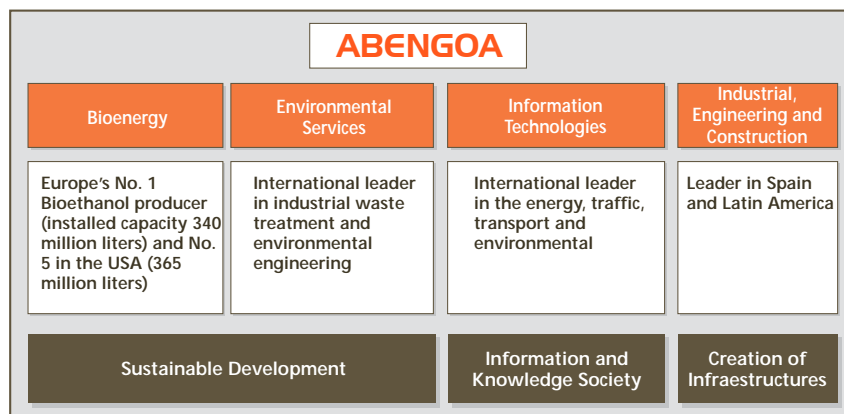 ABENGOA
Bioenergy
Environmental
Services
Information
Technologies
Industrial,
Engineering and
Construction
Europe's No. 1
Bioethanol producer
(installed capacity 340
million liters) and No.
5 in the USA (365
million liters)
International leader
in industrial waste
treatment and
environmental
engineering
International leader
in the energy, traffic,
transport and
environmental
Leader in Spain
and Latin America
Sustainable Development
Information and
Knowledge Society
Creation of
Infraestructures